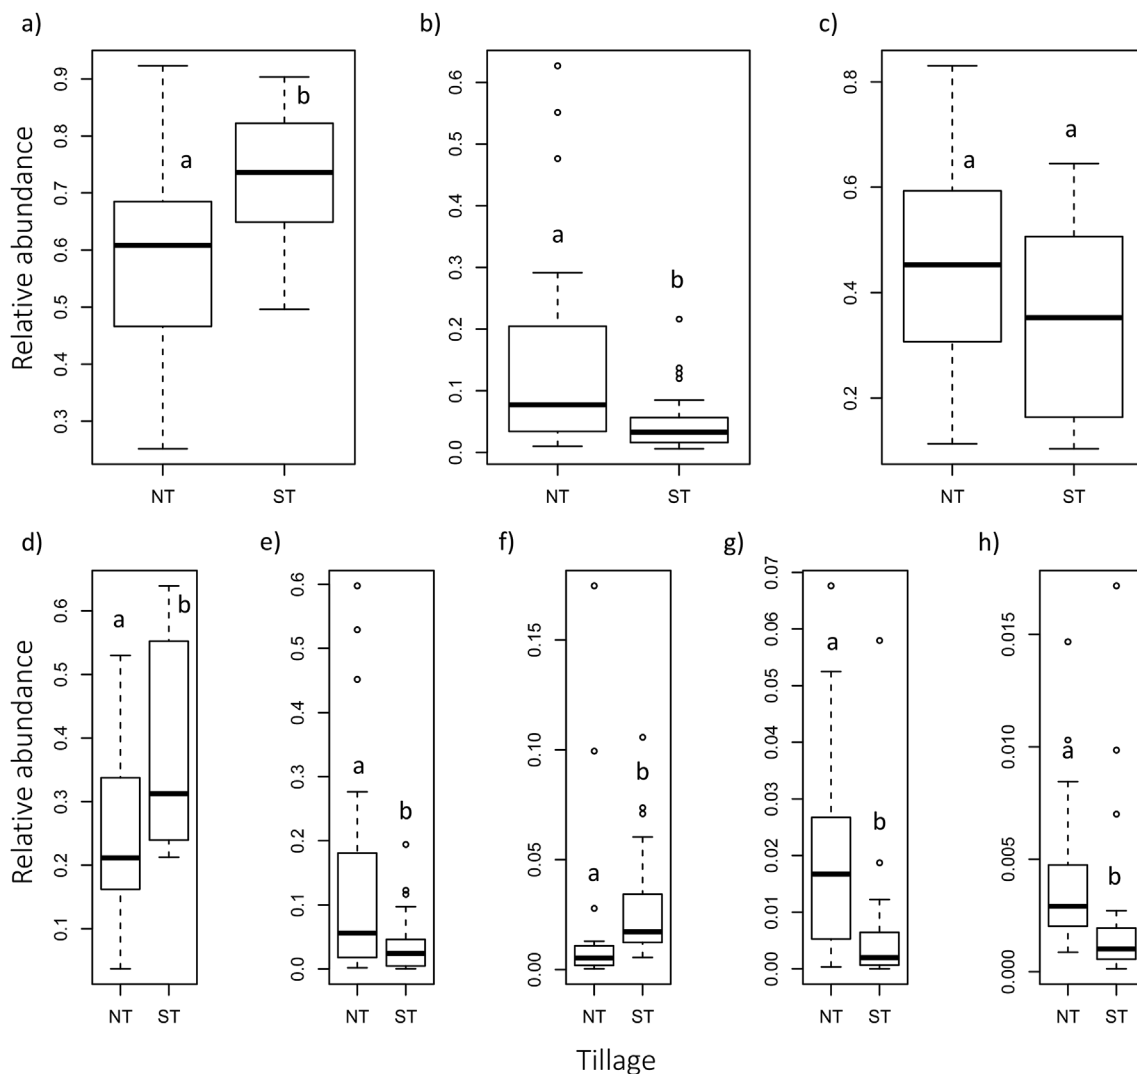 a) b) c)
Relative abundance
0.3 0.4 0.5 0.6 0.7 0.8 0.9
a b
NT ST
0.0 0.1 0.2 0.3 0.4 0.5 0.6
a b
NT ST
0.2 0.4 0.6 0.8
a a
NT ST
d) e) f) g) h)
Relative abundance
0.1 0.2 0.3 0.4 0.5 0.6
a b
NT ST
0.0 0.1 0.2 0.3 0.4 0.5 0.6
a b
NT ST
0.00 0.05 0.10 0.15
a b
NT ST
0.00 0.01 0.02 0.03 0.04 0.05 0.06 0.07
a b
NT ST
0.000 0.005 0.010 0.015
a b
NT ST
Tillage